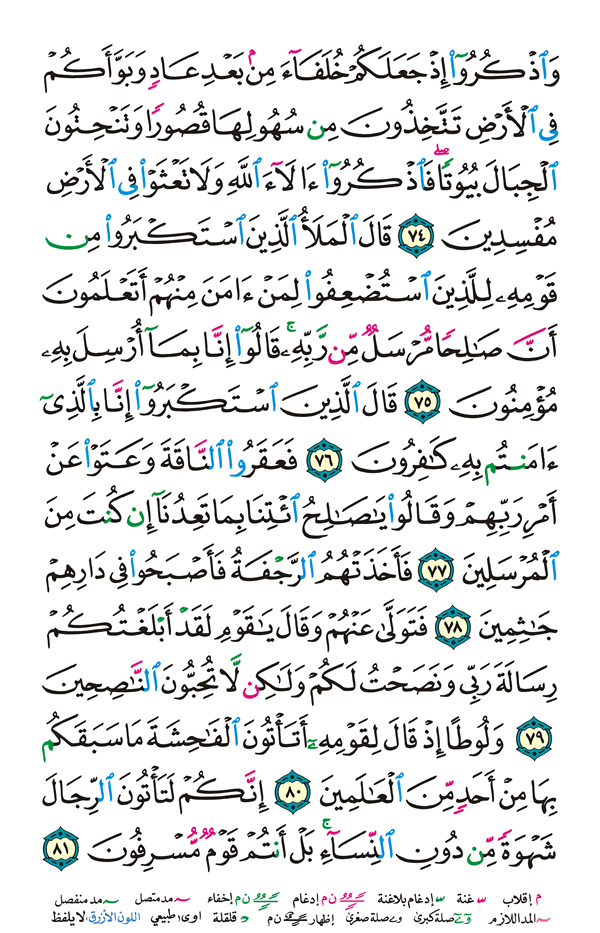 وَٱذۡكُرُوٓاْ إِذۡ جَعَلَكُمۡ خُلَفَآءَ مِنۢ بَعۡدِ عَادٖ وَبَوَّأَكُمۡ
فِي ٱلۡأَرۡضِ تَتَّخِذُونَ مِن سُهُولِهَا قُصُورٗا وَتَنۡحِتُونَ
ٱلۡجِبَالَ بُيُوتٗاۖ فَٱذۡكُرُوٓاْ ءَالَآءَ ٱللَّهِ وَلَا تَعۡثَوۡاْ فِي ٱلۡأَرۡضِ
مُفۡسِدِينَ ٧٤ قَالَ ٱلۡمَلَأُ ٱلَّذِينَ ٱسۡتَكۡبَرُواْ مِن
قَوۡمِهِۦ لِلَّذِينَ ٱسۡتُضۡعِفُواْ لِمَنۡ ءَامَنَ مِنۡهُمۡ أَتَعۡلَمُونَ
أَنَّ صَٰلِحٗا مُّرۡسَلٞ مِّن رَّبِّهِۦۚ قَالُوٓاْ إِنَّا بِمَآ أُرۡسِلَ بِهِۦ
مُؤۡمِنُونَ ٧٥ قَالَ ٱلَّذِينَ ٱسۡتَكۡبَرُوٓاْ إِنَّا بِٱلَّذِيٓ
ءَامَنتُم بِهِۦ كَٰفِرُونَ ٧٦ فَعَقَرُواْ ٱلنَّاقَةَ وَعَتَوۡاْ عَنۡ
أَمۡرِ رَبِّهِمۡ وَقَالُواْ يَٰصَٰلِحُ ٱئۡتِنَا بِمَا تَعِدُنَآ إِن كُنتَ مِنَ
ٱلۡمُرۡسَلِينَ ٧٧ فَأَخَذَتۡهُمُ ٱلرَّجۡفَةُ فَأَصۡبَحُواْ فِي دَارِهِمۡ
جَٰثِمِينَ ٧٨ فَتَوَلَّىٰ عَنۡهُمۡ وَقَالَ يَٰقَوۡمِ لَقَدۡ أَبۡلَغۡتُكُمۡ
رِسَالَةَ رَبِّي وَنَصَحۡتُ لَكُمۡ وَلَٰكِن لَّا تُحِبُّونَ ٱلنَّٰصِحِينَ
٧٩ وَلُوطًا إِذۡ قَالَ لِقَوۡمِهِۦٓ أَتَأۡتُونَ ٱلۡفَٰحِشَةَ مَا سَبَقَكُم
بِهَا مِنۡ أَحَدٖ مِّنَ ٱلۡعَٰلَمِينَ ٨٠ إِنَّكُمۡ لَتَأۡتُونَ ٱلرِّجَالَ
شَهۡوَةٗ مِّن دُونِ ٱلنِّسَآءِۚ بَلۡ أَنتُمۡ قَوۡمٞ مُّسۡرِفُونَ ٨١
م إقلاب غنة إدغام بلاغنة ن م إدغام ن م إخفاء مد متصل مد منفصل
المد اللازم صلة كبرى صلة صغرى إظهار ن م د قلقلة اوى: طبيعي اللون الأزرق: لا يلفظ